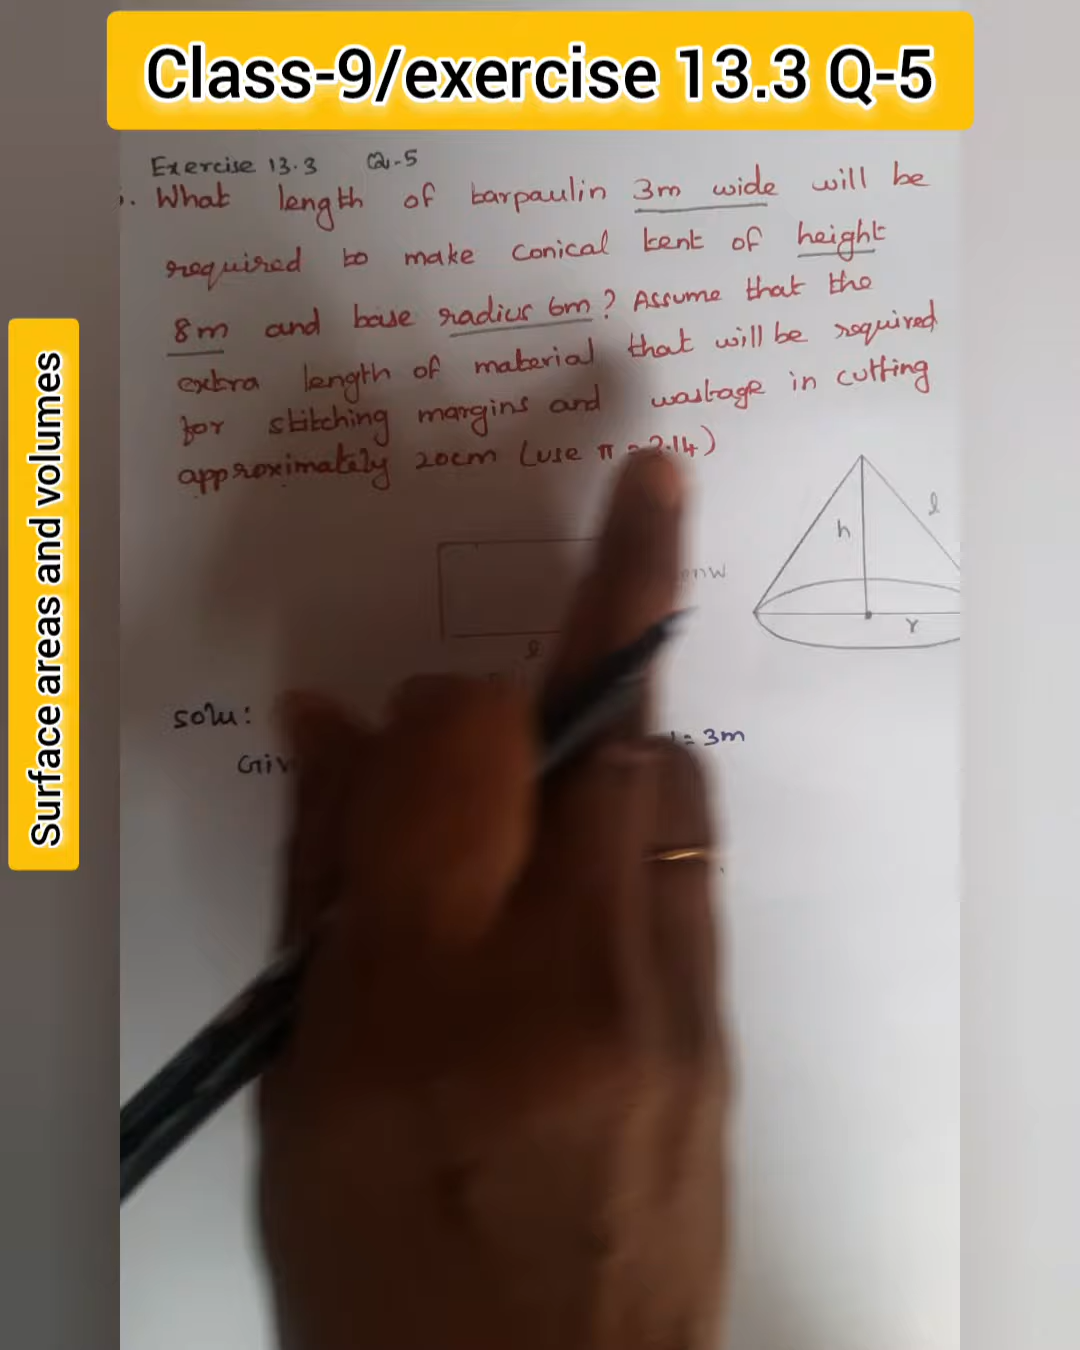 Class-9/exercise 13.3 Q-5
Surface areas and volumes
Exercise 13.3 Q-5
. What length of tarpaulin 3m wide will be
required to make conical tent of height
8m and base radius 6m? Assume that the
extra length of material that will be required
for stitching margins and wastage in cutting
approximately 20cm (use π = 3.14)
h
l
r
l
Solu:
= 3m